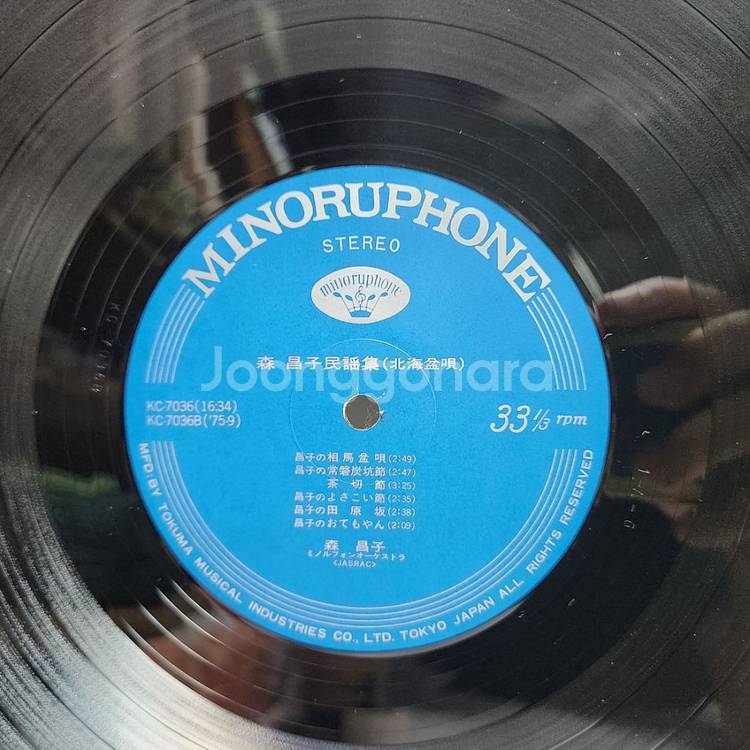 MINORUPHONE
STEREO
minoruphone
森 昌子民謡集(北海盆唄)
Joonggonara
KC-7036(16:34)
KC-7036B('75·9)
33 1/3 rpm
昌子の相馬盆唄(2:49)
昌子の常磐炭坑節(2:47)
茶切節(3:25)
昌子のよさこい節(2:35)
昌子の田原坂(2:38)
昌子のおてもやん(2:09)
森 昌子
ミノルフォンオーケストラ
《JASRAC》
MFD. BY TOKUMA MUSICAL INDUSTRIES CO., LTD. TOKYO JAPAN ALL RIGHTS RESERVED